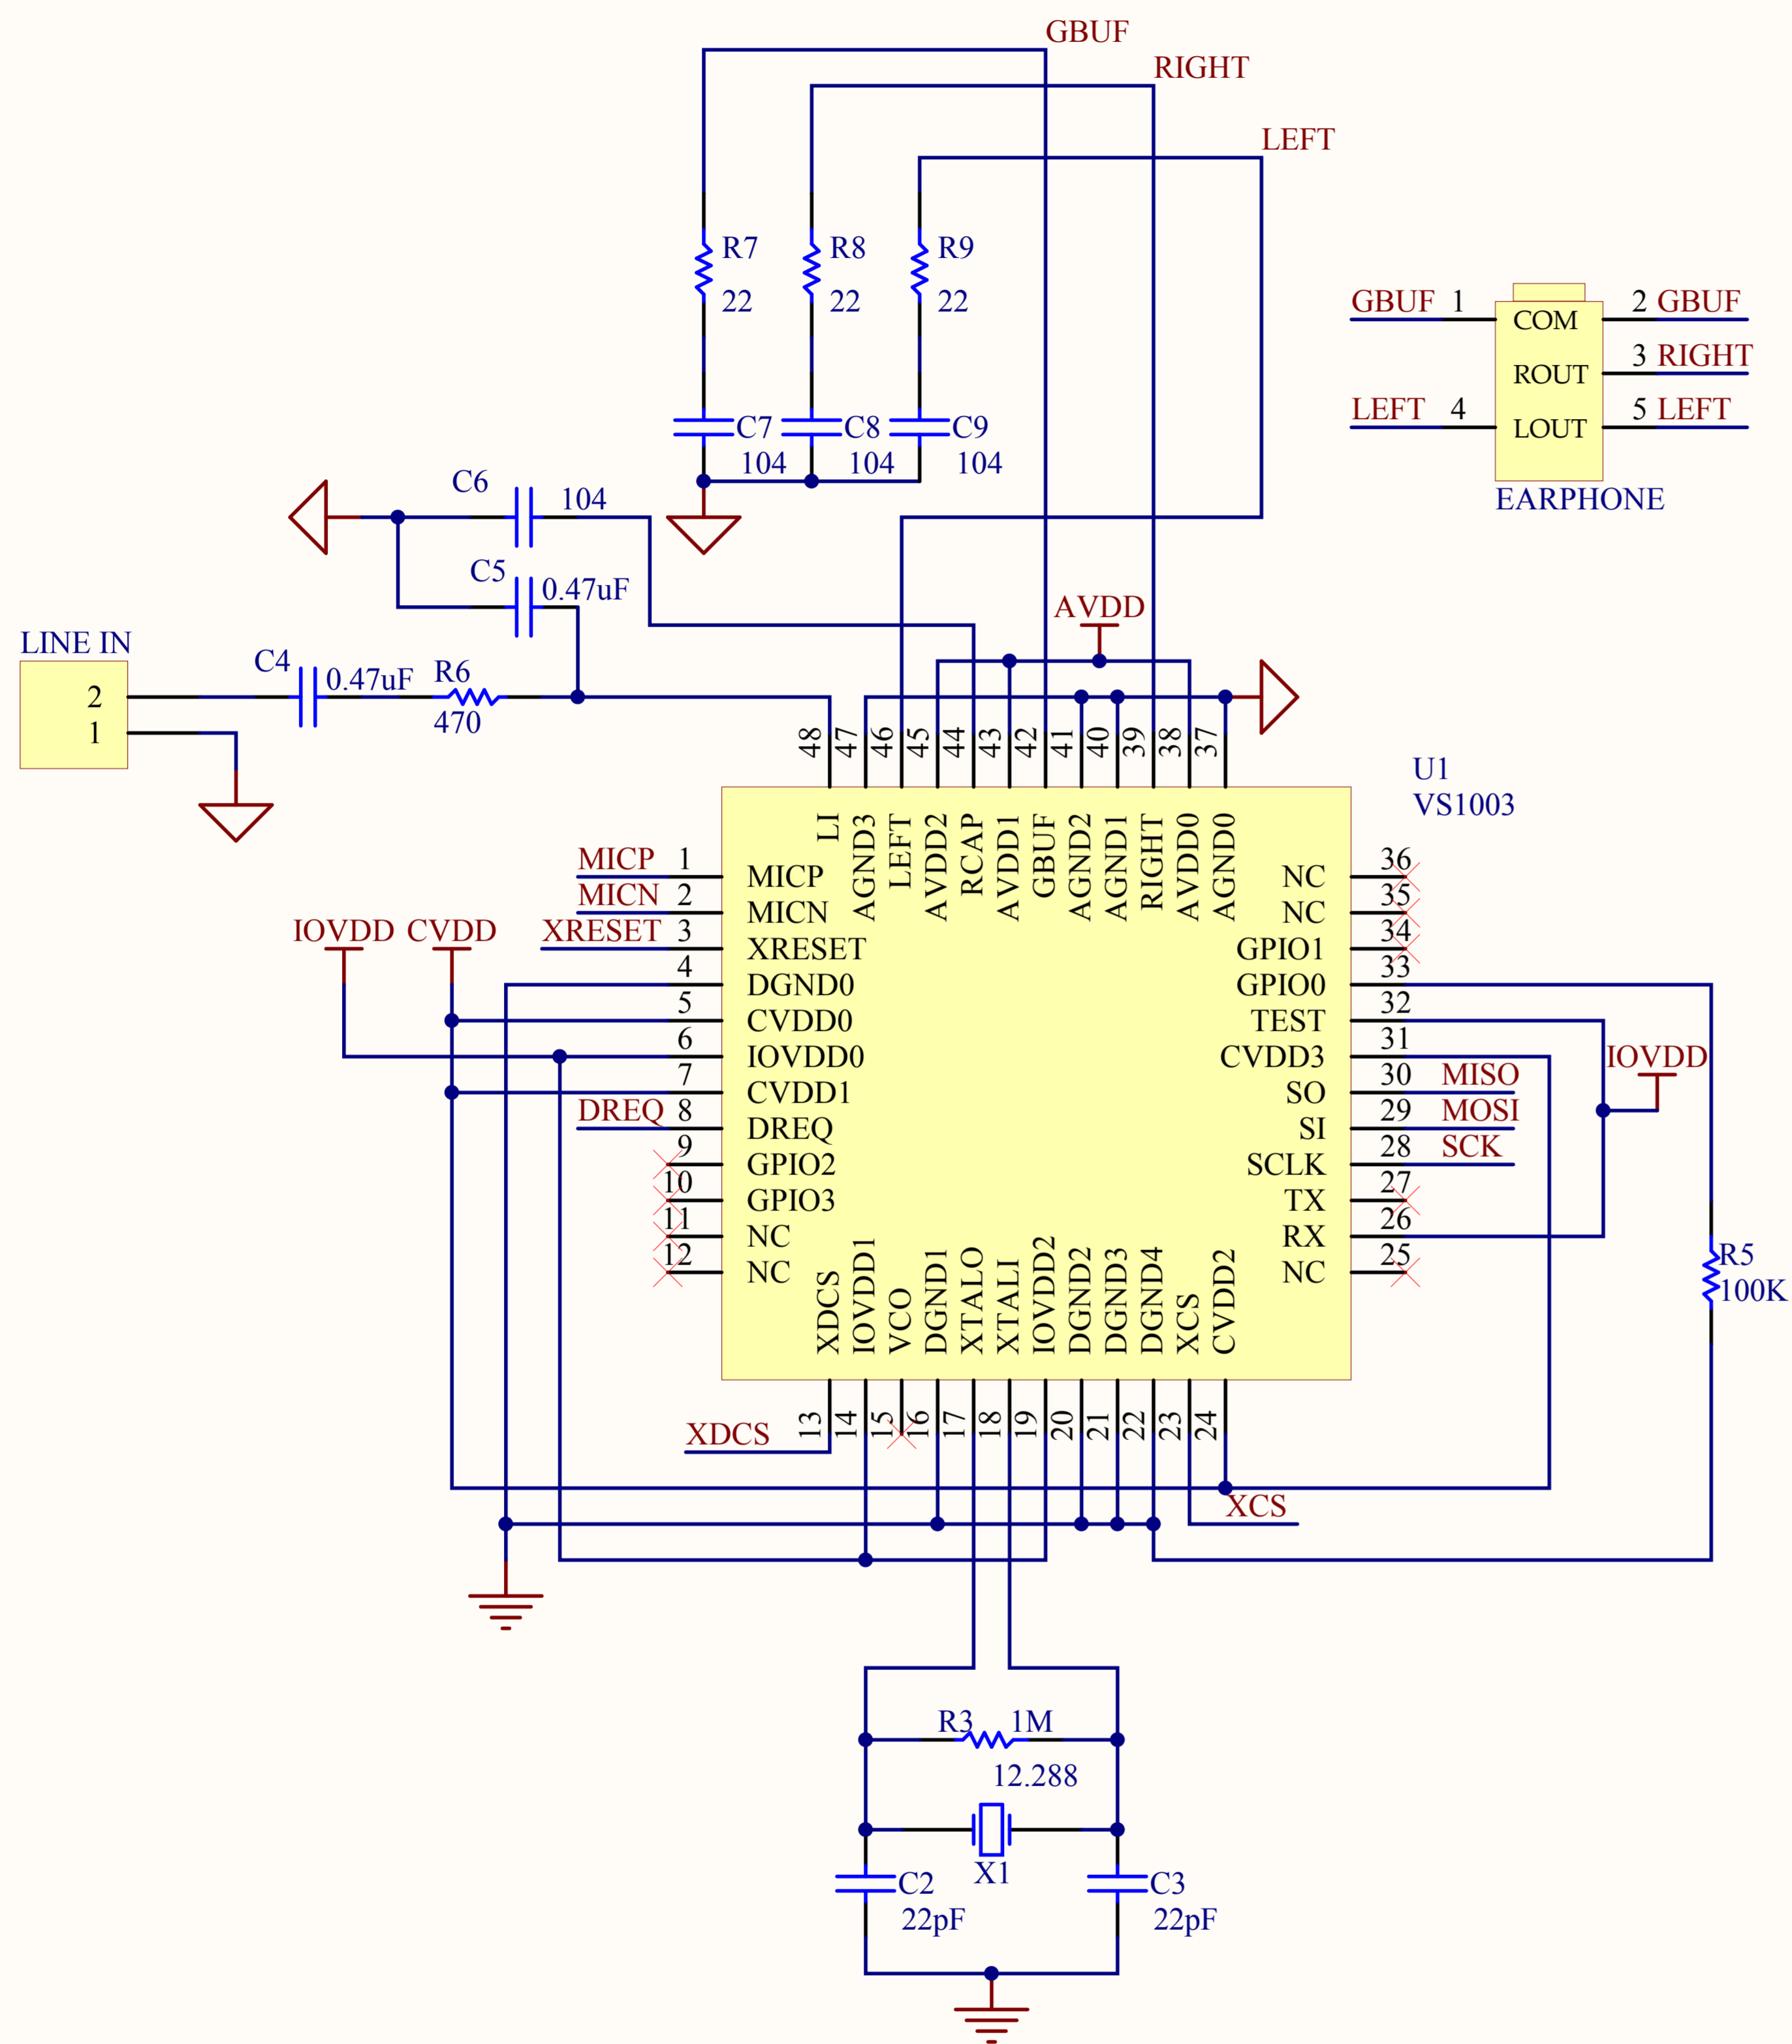 GBUF
RIGHT
LEFT
R7
22
R8
22
R9
22
C7
104
C8
104
C9
104
GBUF 1
COM
2 GBUF
ROUT
3 RIGHT
LEFT 4
LOUT
5 LEFT
EARPHONE
C6
104
C5
0.47uF
AVDD
LINE IN
2
1
C4
0.47uF
R6
470
48
47
46
45
44
43
42
41
40
39
38
37
U1
VS1003
LI
AGND3
LEFT
AVDD2
RCAP
AVDD1
GBUF
AGND2
AGND1
RIGHT
AVDD0
AGND0
IOVDD
CVDD
MICP 1 MICP
MICN 2 MICN
XRESET 3 XRESET
4 DGND0
5 CVDD0
6 IOVDD0
7 CVDD1
DREQ 8 DREQ
9 GPIO2
10 GPIO3
11 NC
12 NC
NC 36
NC 35
GPIO1 34
GPIO0 33
TEST 32
CVDD3 31
SO 30 MISO
SI 29 MOSI
SCLK 28 SCK
TX 27
RX 26
NC 25
IOVDD
R5
100K
XDCS
IOVDD1
VCO
DGND1
XTALO
XTALI
IOVDD2
DGND2
DGND3
DGND4
XCS
CVDD2
13
14
15
16
17
18
19
20
21
22
23
24
XDCS
XCS
R3
1M
12.288
X1
C2
22pF
C3
22pF